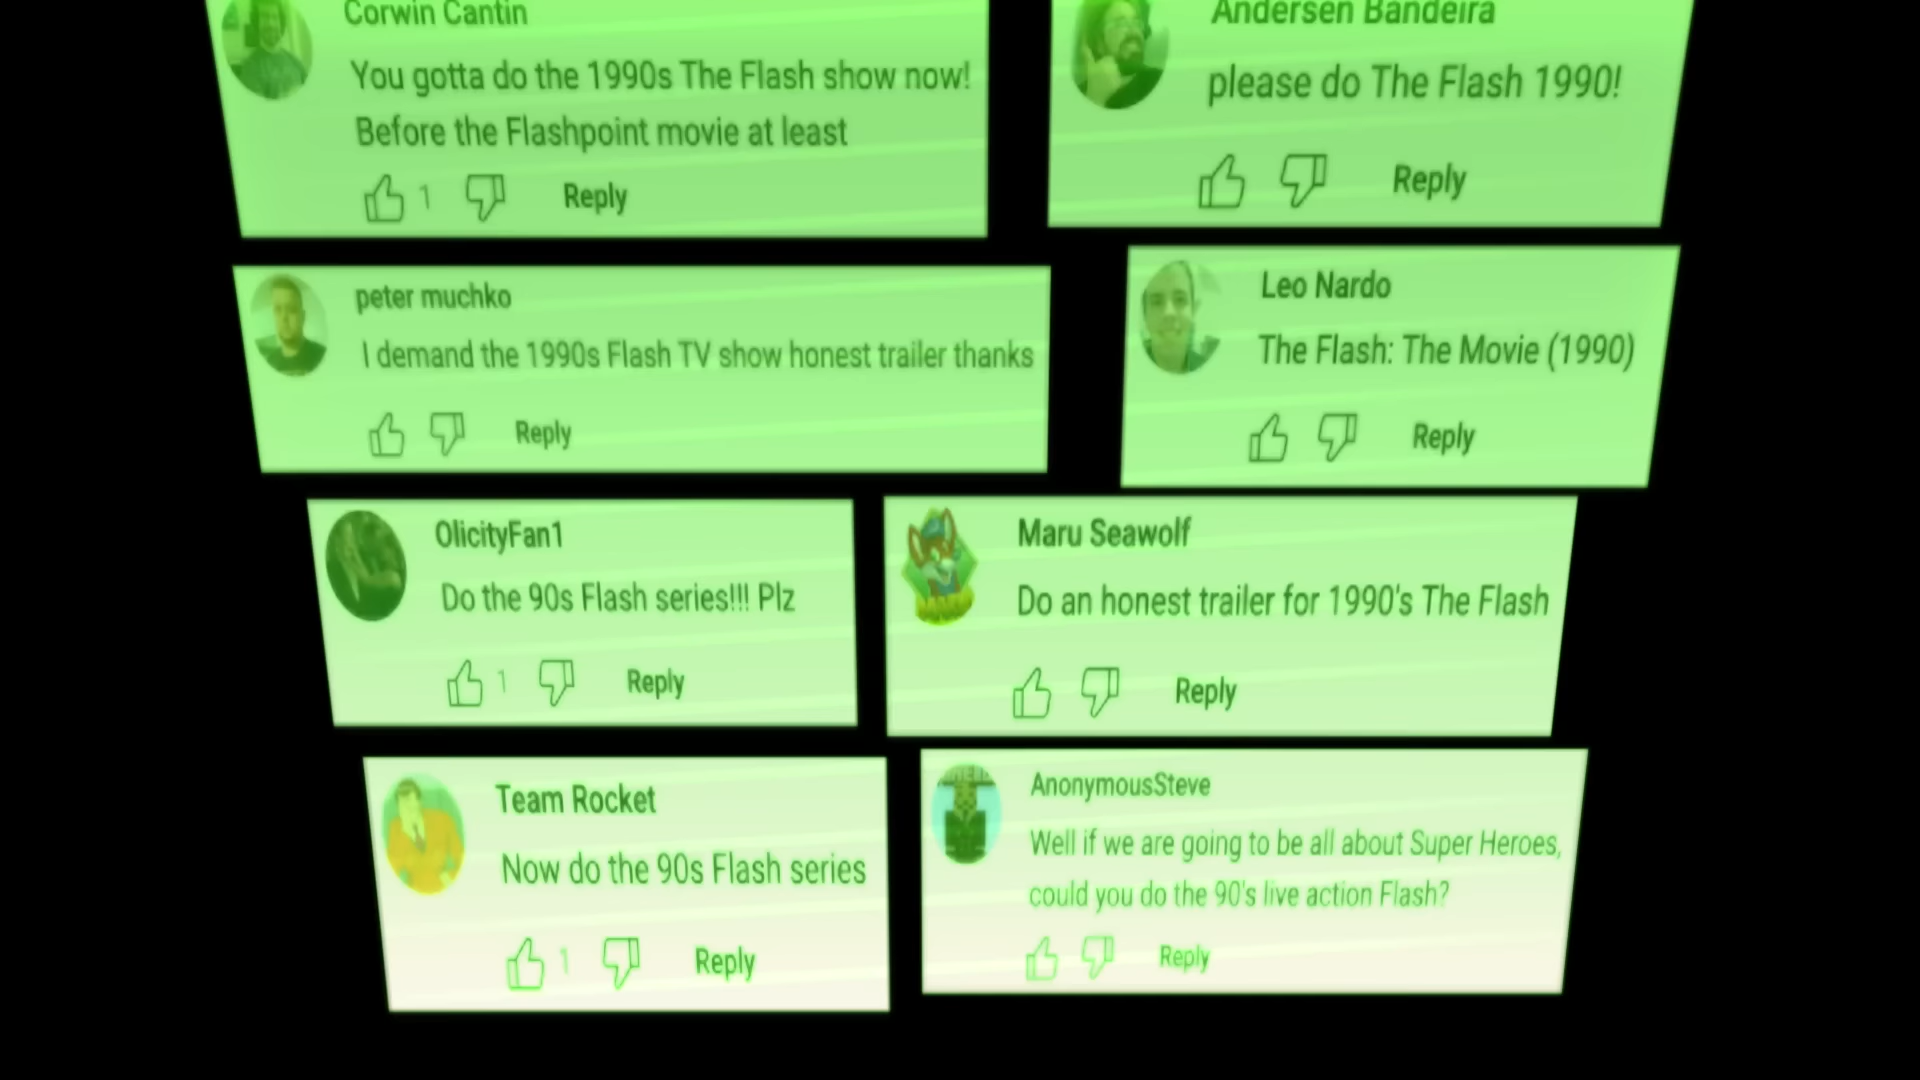 Corwin Cantin
You gotta do the 1990s The Flash show now!
Before the Flashpoint movie at least
1 Reply
Andersen Bandeira
please do The Flash 1990!
Reply
peter muchko
I demand the 1990s Flash TV show honest trailer thanks
Reply
Leo Nardo
The Flash: The Movie (1990)
Reply
OlicityFan1
Do the 90s Flash series!!! Plz
1 Reply
Maru Seawolf
Do an honest trailer for 1990's The Flash
Reply
Team Rocket
Now do the 90s Flash series
1 Reply
AnonymousSteve
Well if we are going to be all about Super Heroes,
could you do the 90's live action Flash?
Reply